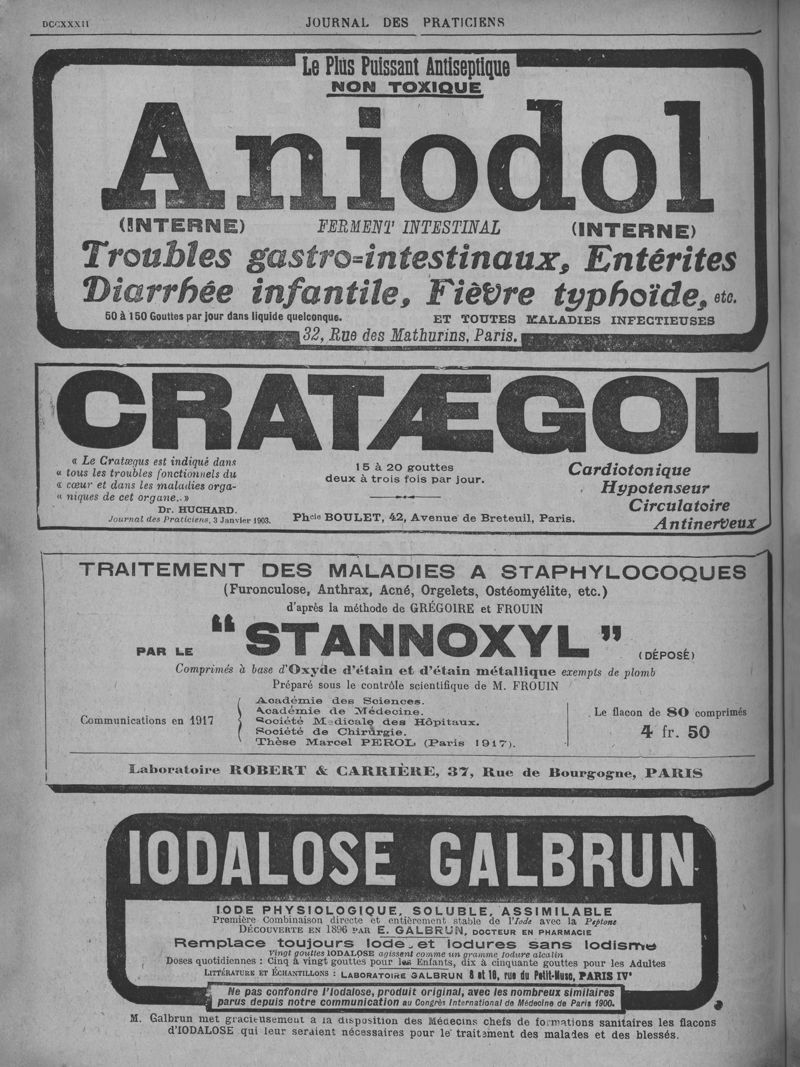 DCCXXXII
JOURNAL DES PRATICIENS
Le Plus Puissant Antiseptique
NON TOXIQUE
Aniodol
(INTERNE) FERMENT INTESTINAL (INTERNE)
Troubles gastro-intestinaux, Entérites
Diarrhée infantile, Fièvre typhoïde, etc.
50 à 150 Gouttes par jour dans liquide quelconque. ET TOUTES MALADIES INFECTIEUSES
32, Rue des Mathurins, Paris.
CRATÆGOL
« Le Cratægus est indiqué dans
« tous les troubles fonctionnels du
« cœur et dans les maladies orga-
« niques de cet organe.. »
Dr. HUCHARD.
Journal des Praticiens, 3 Janvier 1903.
15 à 20 gouttes
deux à trois fois par jour.
Phcie BOULET, 42, Avenue de Breteuil, Paris.
Cardiotonique
Hypotenseur
Circulatoire
Antinerveux
TRAITEMENT DES MALADIES A STAPHYLOCOQUES
(Furonculose, Anthrax, Acné, Orgelets, Ostéomyélite, etc.)
d'après la méthode de GRÉGOIRE et FROUIN
PAR LE " STANNOXYL " (DÉPOSÉ)
Comprimés à base d'Oxyde d'étain et d'étain métallique exempts de plomb
Préparé sous le contrôle scientifique de M. FROUIN
Communications en 1917
Académie des Sciences.
Académie de Médecine.
Société Médicale des Hôpitaux.
Société de Chirurgie.
Thèse Marcel PEROL (Paris 1917).
Le flacon de 80 comprimés
4 fr. 50
Laboratoire ROBERT & CARRIÈRE, 37, Rue de Bourgogne, PARIS
IODALOSE GALBRUN
IODE PHYSIOLOGIQUE, SOLUBLE, ASSIMILABLE
Première Combinaison directe et entièrement stable de l'Iode avec la Peptone
DÉCOUVERTE EN 1896 PAR E. GALBRUN, DOCTEUR EN PHARMACIE
Remplace toujours Iode et Iodures sans Iodisme
Vingt gouttes IODALOSE agissent comme un gramme Iodure alcalin
Doses quotidiennes : Cinq à vingt gouttes pour les Enfants, dix à cinquante gouttes pour les Adultes
LITTÉRATURE ET ÉCHANTILLONS : LABORATOIRE GALBRUN 8 et 10, rue du Petit-Musc, PARIS IVe
Ne pas confondre l'Iodalose, produit original, avec les nombreux similaires
parus depuis notre communication au Congrès International de Médecine de Paris 1900.
M. Galbrun met gracieusement a la disposition des Médecins chefs de formations sanitaires les flacons
d'IODALOSE qui leur seraient nécessaires pour le traitement des malades et des blessés.